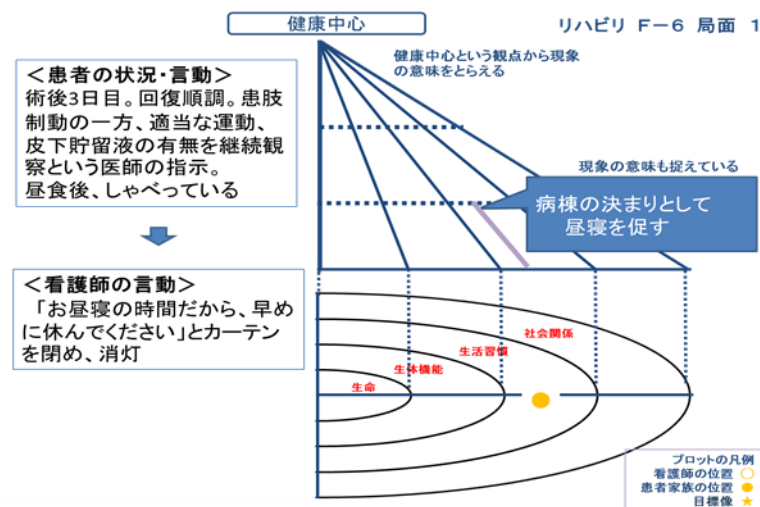 健康中心
リハビリ F－6 局面 1
健康中心という観点から現象
の意味をとらえる
＜患者の状況・言動＞
術後3日目。回復順調。患肢
制動の一方、適当な運動、
皮下貯留液の有無を継続観
察という医師の指示。
昼食後、しゃべっている
現象の意味も捉えている
病棟の決まりとして
昼寝を促す
＜看護師の言動＞
「お昼寝の時間だから、早め
に休んでください」とカーテン
を閉め、消灯
社会関係
生活習慣
生体機能
生命
プロットの凡例
看護師の位置 ○
患者家族の位置 ●
目標像 ★